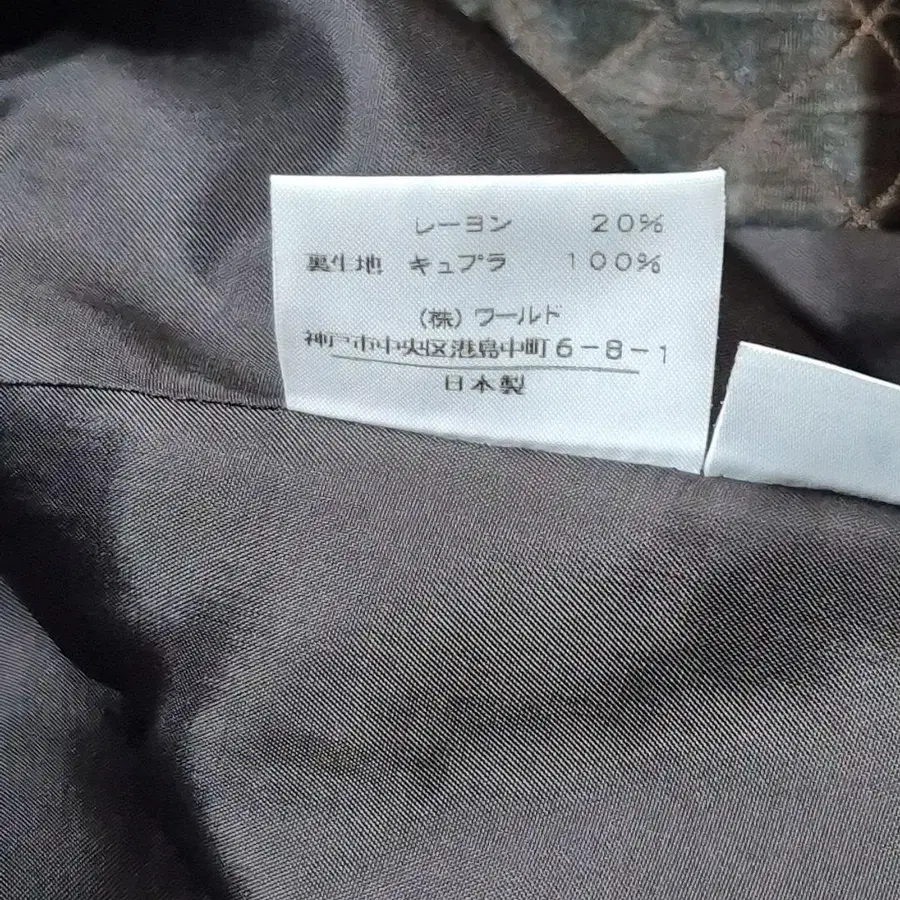 レーヨン 20%
裏生地 キュプラ 100%
(株) ワールド
神戸市中央区港島中町6-8-1
日本製